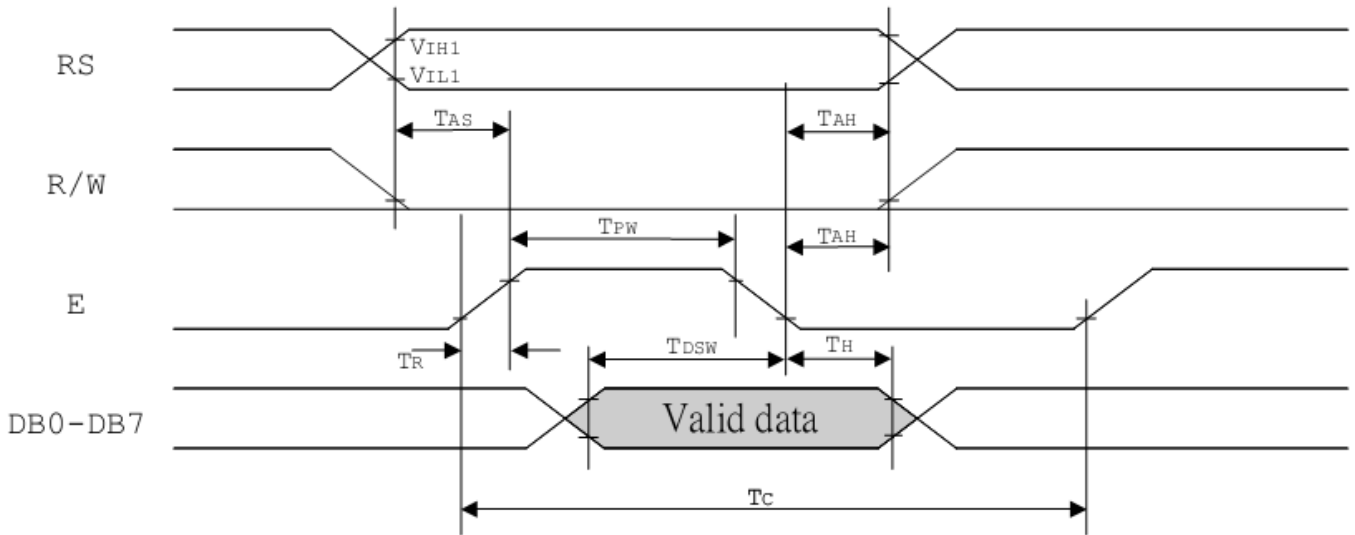 RS
VIH1
VIL1
TAS
TAH
R/W
TPW
TAH
E
TR
TDSW
TH
DB0-DB7
Valid data
TC